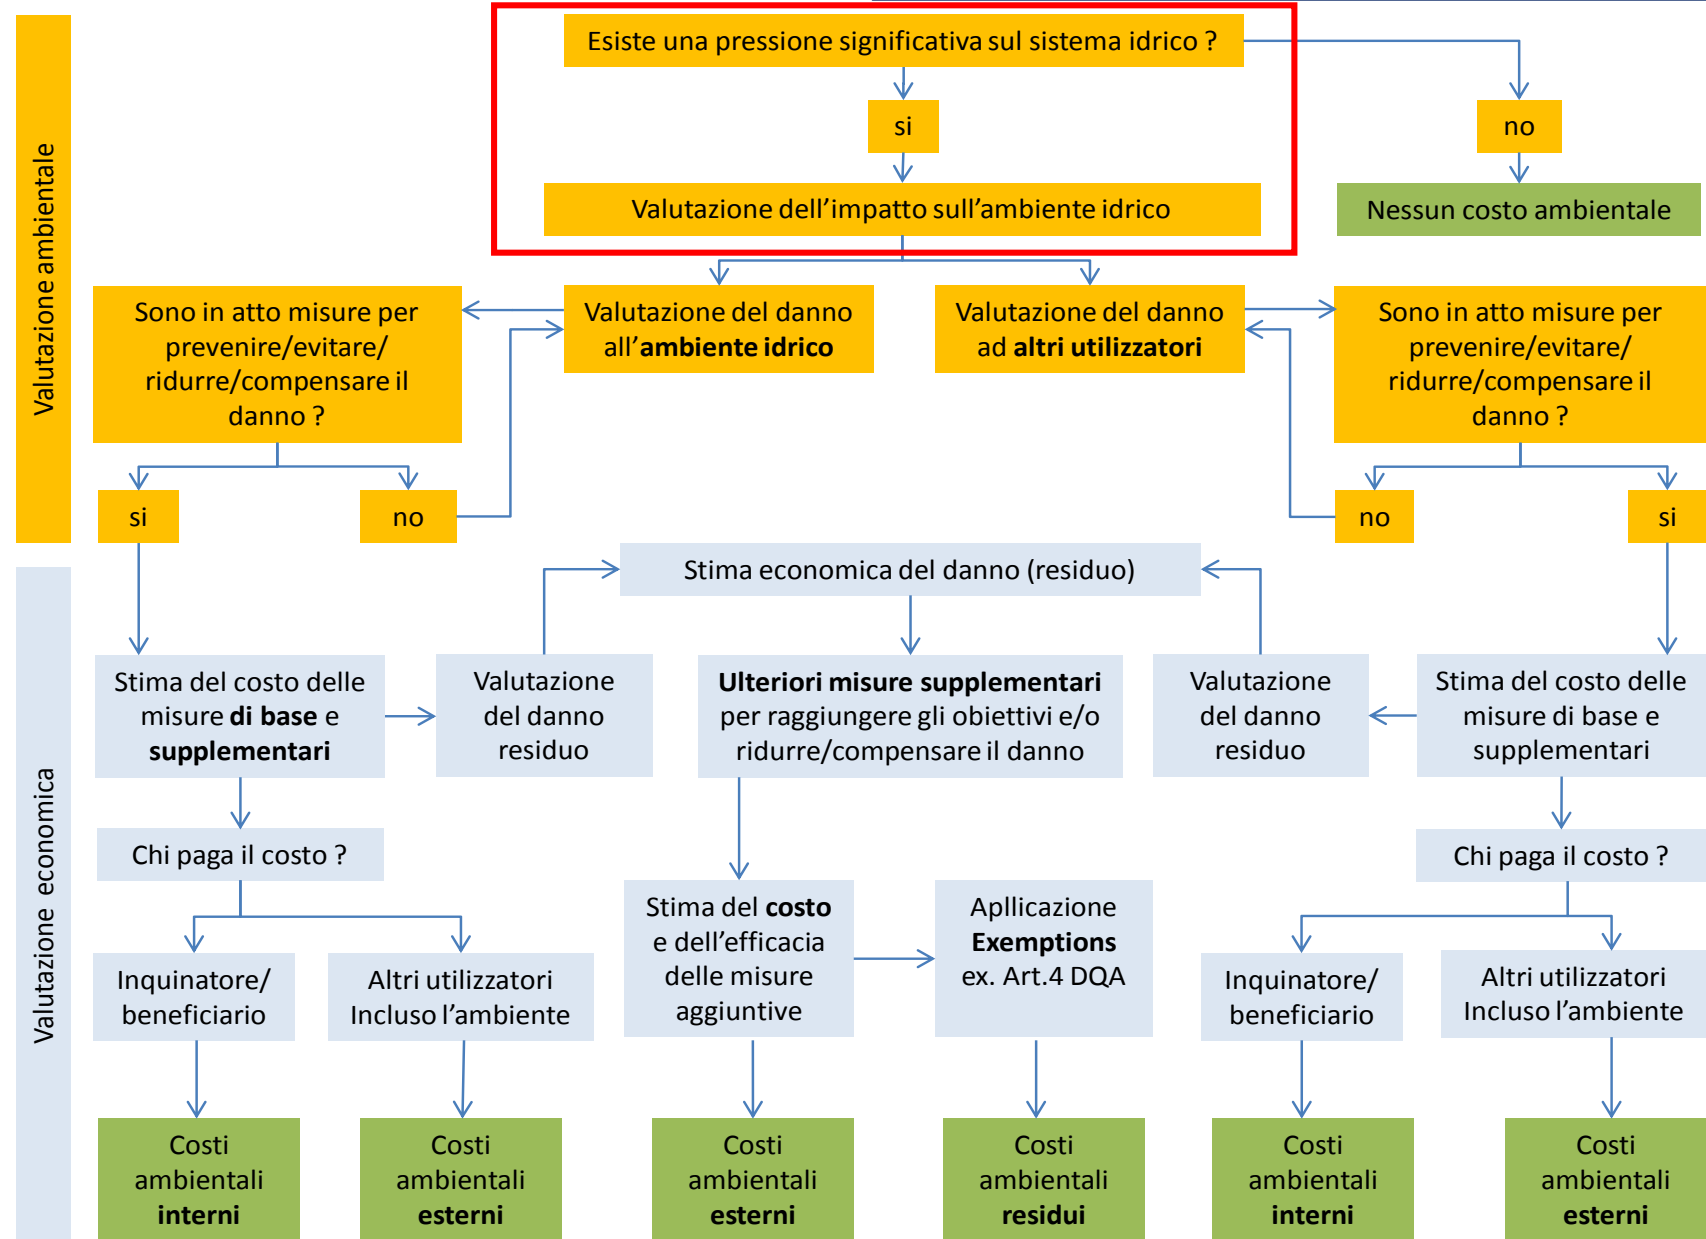 Esiste una pressione significativa sul sistema idrico ?
si
no
Valutazione dell'impatto sull'ambiente idrico
Nessun costo ambientale
Valutazione ambientale
Sono in atto misure per
prevenire/evitare/
ridurre/compensare il
danno ?
Valutazione del danno
all'ambiente idrico
Valutazione del danno
ad altri utilizzatori
Sono in atto misure per
prevenire/evitare/
ridurre/compensare il
danno ?
si
no
no
si
Valutazione economica
Stima economica del danno (residuo)
Stima del costo delle
misure di base e
supplementari
Valutazione
del danno
residuo
Ulteriori misure supplementari
per raggiungere gli obiettivi e/o
ridurre/compensare il danno
Valutazione
del danno
residuo
Stima del costo delle
misure di base e
supplementari
Chi paga il costo ?
Chi paga il costo ?
Inquinatore/
beneficiario
Altri utilizzatori
Incluso l'ambiente
Stima del costo
e dell'efficacia
delle misure
aggiuntive
Apllicazione
Exemptions
ex. Art.4 DQA
Inquinatore/
beneficiario
Altri utilizzatori
Incluso l'ambiente
Costi
ambientali
interni
Costi
ambientali
esterni
Costi
ambientali
esterni
Costi
ambientali
residui
Costi
ambientali
interni
Costi
ambientali
esterni